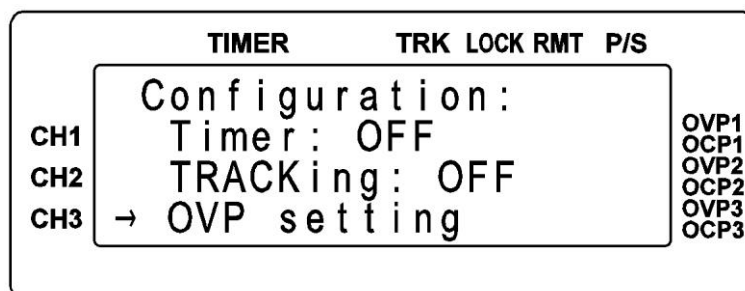 TIMER TRK LOCK RMT P/S
Configuration:
CH1 Timer: OFF OVP1
OCP1
CH2 TRACKing: OFF OVP2
OCP2
CH3 → OVP setting OVP3
OCP3